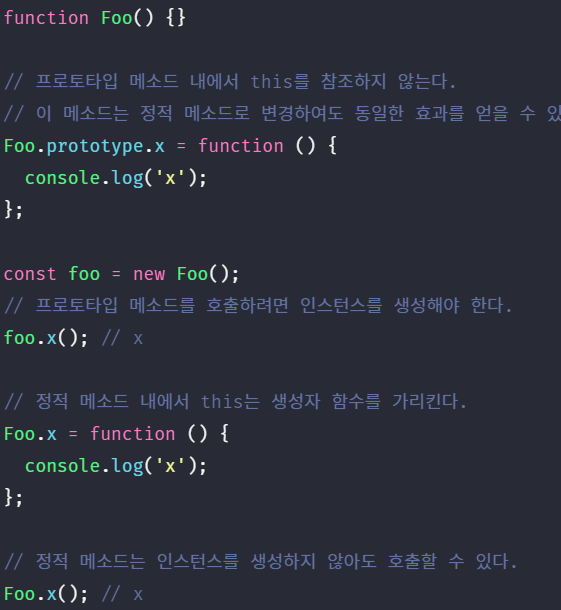 function Foo() {}
// 프로토타입 메소드 내에서 this를 참조하지 않는다.
// 이 메소드는 정적 메소드로 변경하여도 동일한 효과를 얻을 수 있
Foo.prototype.x = function () {
  console.log('x');
};
const foo = new Foo();
// 프로토타입 메소드를 호출하려면 인스턴스를 생성해야 한다.
foo.x(); // x
// 정적 메소드 내에서 this는 생성자 함수를 가리킨다.
Foo.x = function () {
  console.log('x');
};
// 정적 메소드는 인스턴스를 생성하지 않아도 호출할 수 있다.
Foo.x(); // x